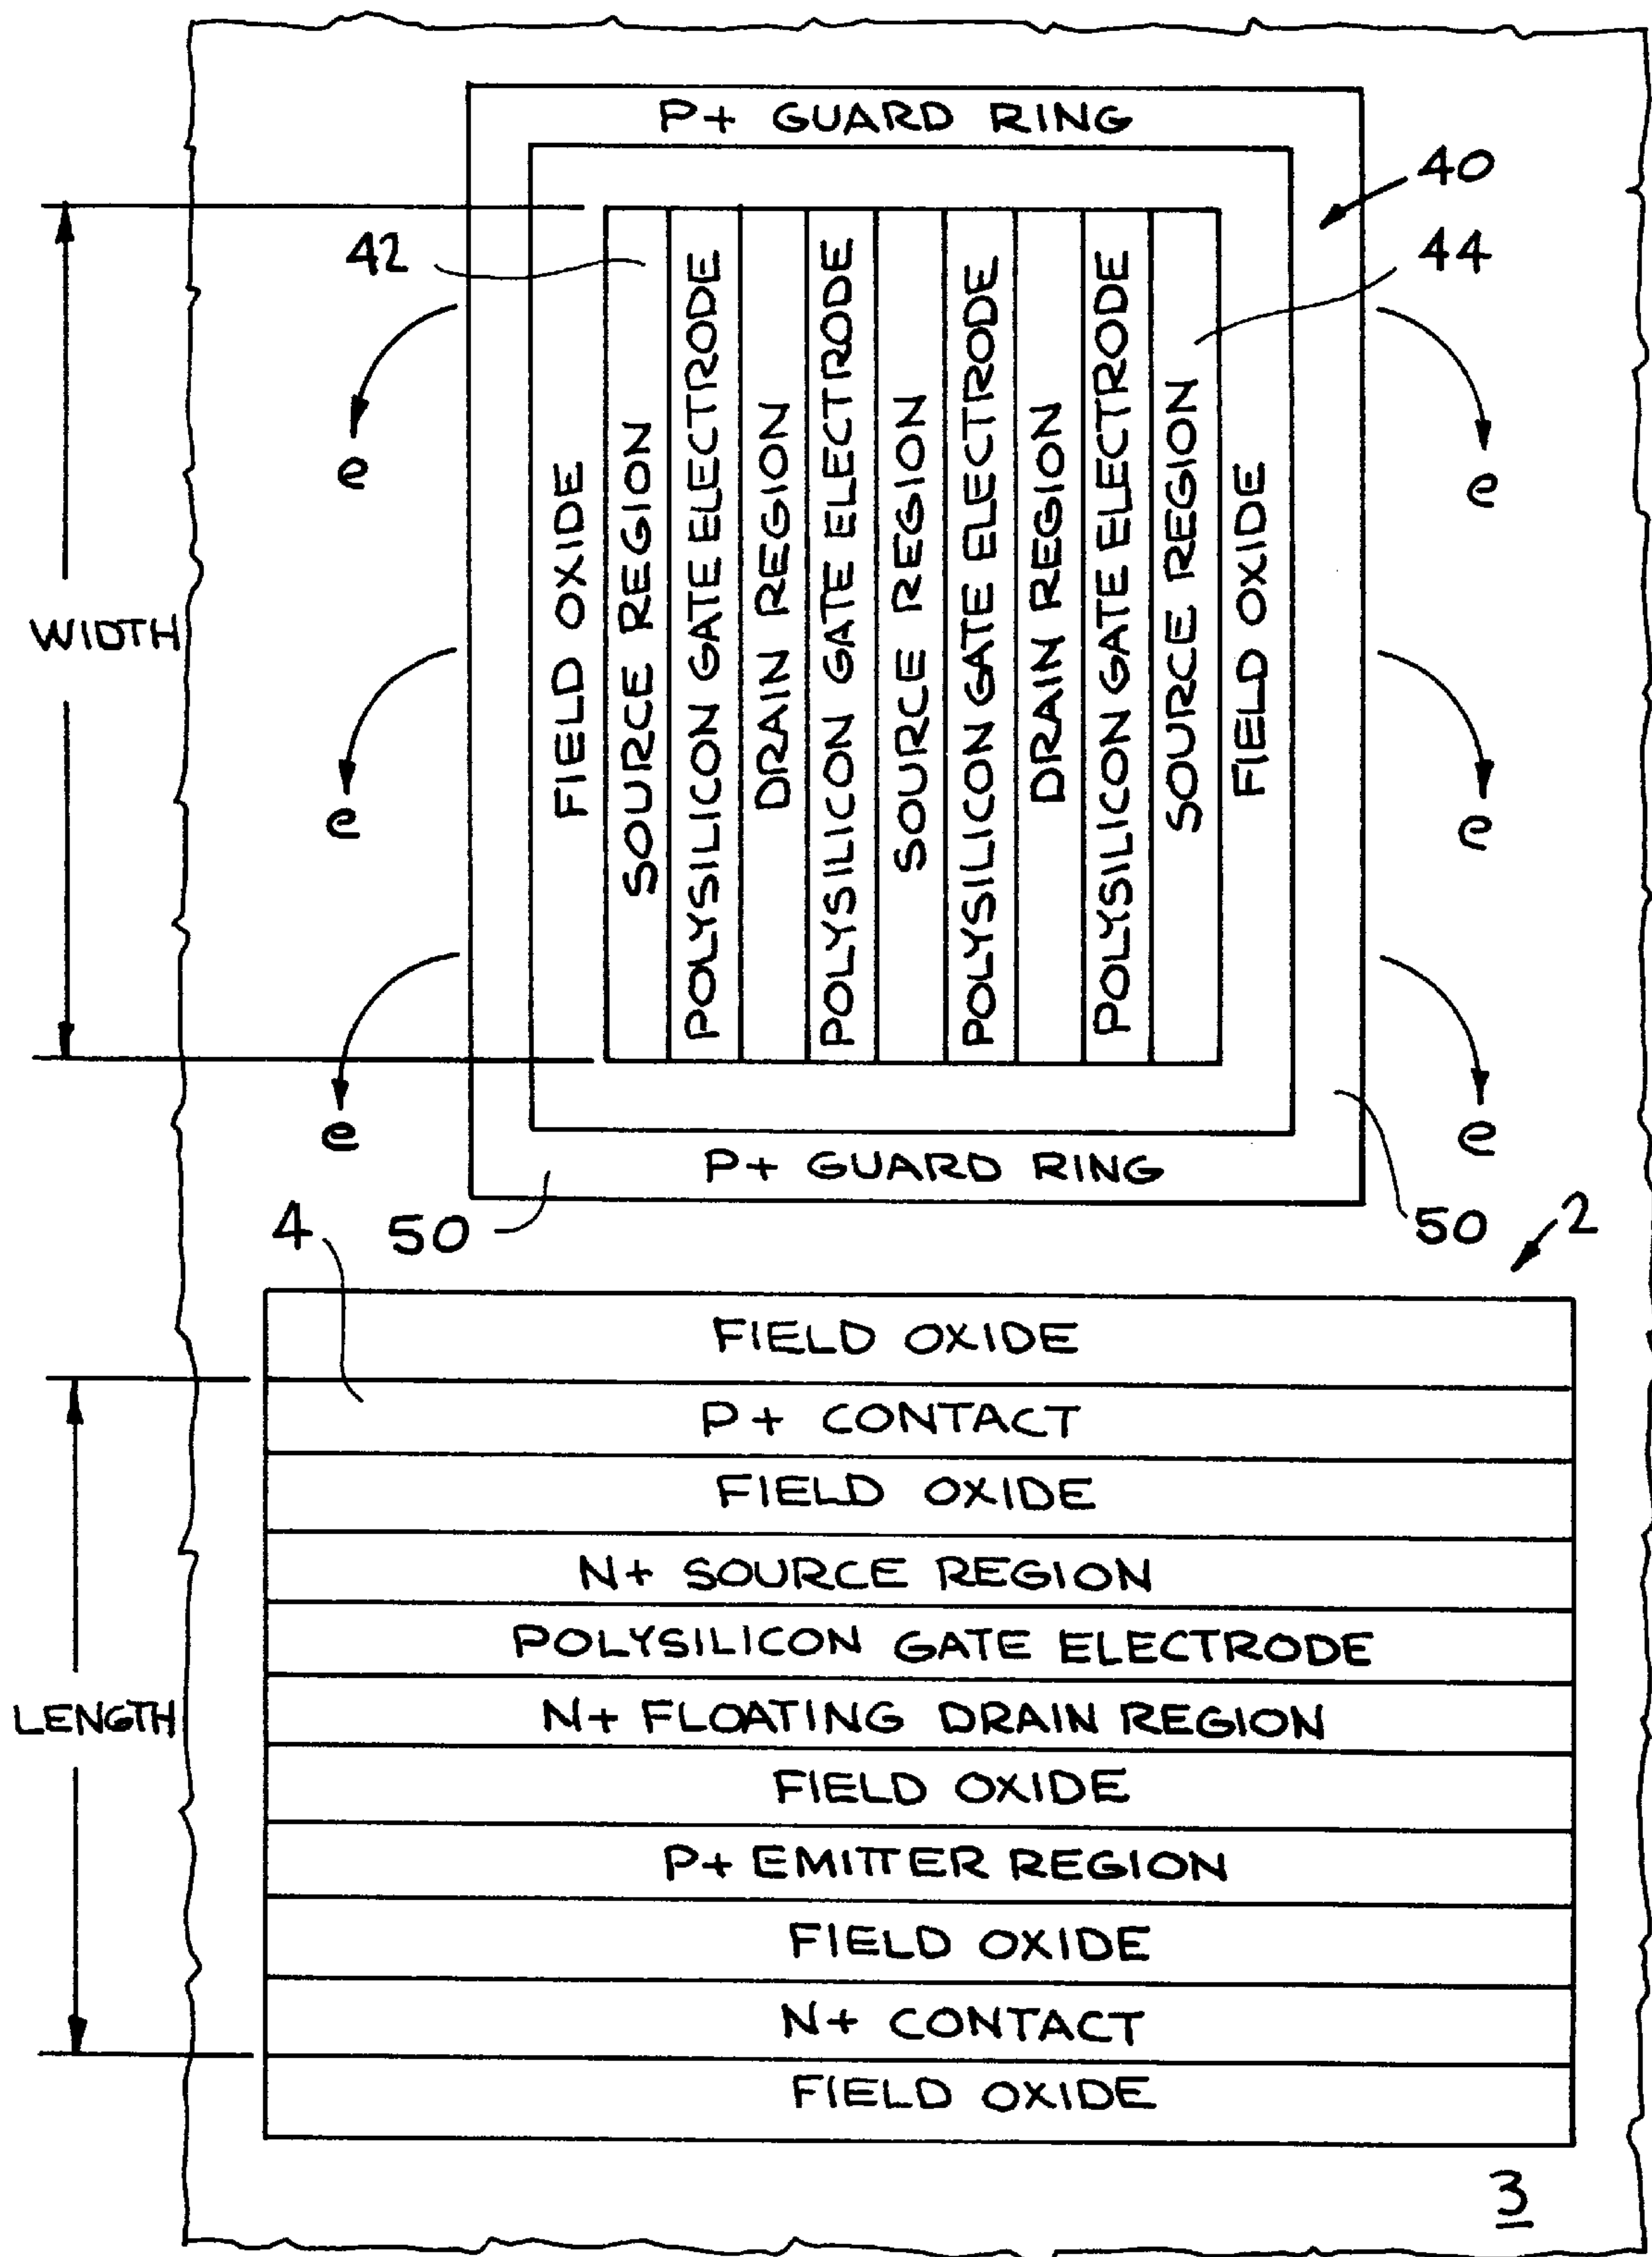 P+ GUARD RING
40
42
44
e
e
WIDTH
FIELD OXIDE
SOURCE REGION
POLYSILICON GATE ELECTRODE
DRAIN REGION
POLYSILICON GATE ELECTRODE
SOURCE REGION
POLYSILICON GATE ELECTRODE
DRAIN REGION
POLYSILICON GATE ELECTRODE
SOURCE REGION
FIELD OXIDE
e
e
e
e
P+ GUARD RING
4
50
50
2
FIELD OXIDE
P+ CONTACT
FIELD OXIDE
N+ SOURCE REGION
POLYSILICON GATE ELECTRODE
LENGTH
N+ FLOATING DRAIN REGION
FIELD OXIDE
P+ EMITTER REGION
FIELD OXIDE
N+ CONTACT
FIELD OXIDE
3